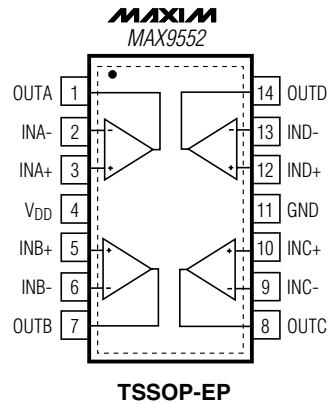 MAXIM
MAX9552
OUTA 1 14 OUTD
INA- 2 13 IND-
INA+ 3 12 IND+
VDD 4 11 GND
INB+ 5 10 INC+
INB- 6 9 INC-
OUTB 7 8 OUTC
- -
+ +
+ +
- -
TSSOP-EP